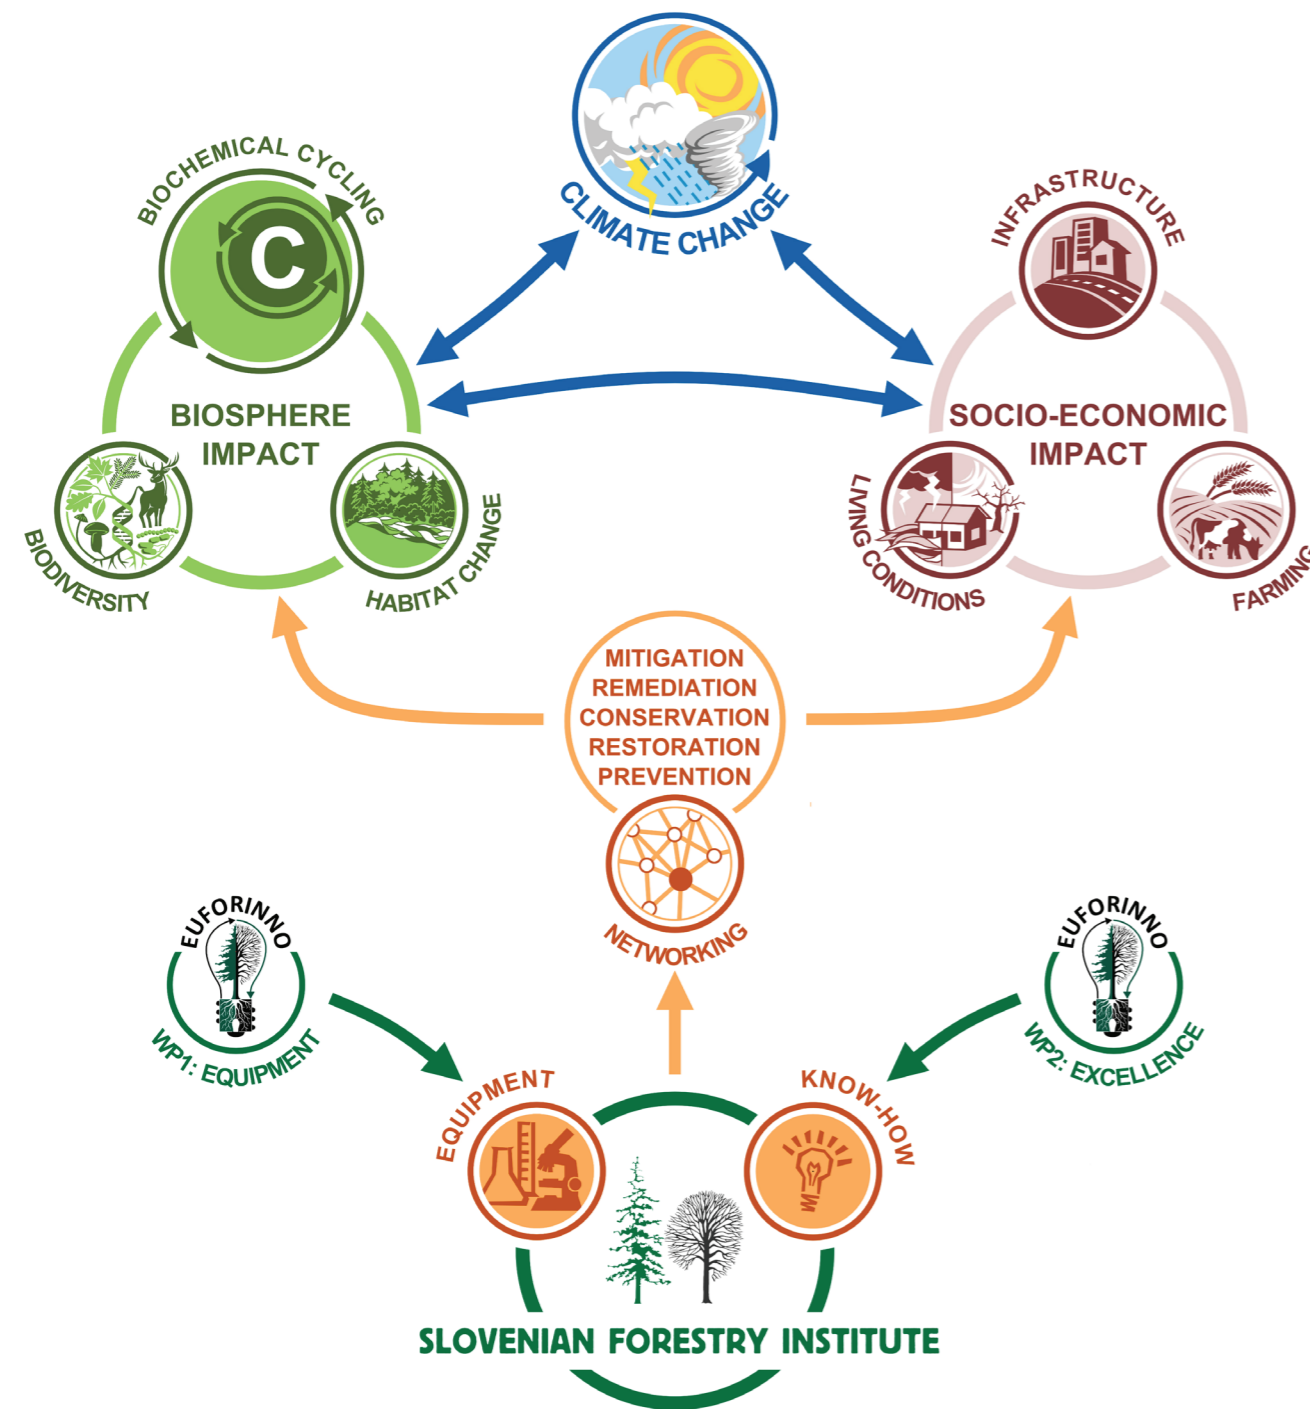 CLIMATE CHANGE
BIOCHEMICAL CYCLING
C
BIOSPHERE
IMPACT
BIODIVERSITY
HABITAT CHANGE
INFRASTRUCTURE
SOCIO-ECONOMIC
IMPACT
LIVING CONDITIONS
FARMING
MITIGATION
REMEDIATION
CONSERVATION
RESTORATION
PREVENTION
NETWORKING
EUFORINNO
WP1: EQUIPMENT
EUFORINNO
WP2: EXCELLENCE
EQUIPMENT
KNOW-HOW
SLOVENIAN FORESTRY INSTITUTE